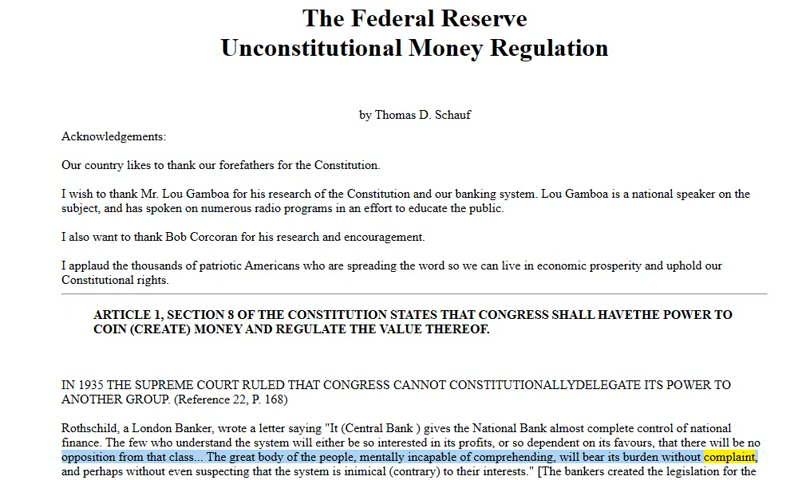 The Federal Reserve
Unconstitutional Money Regulation
by Thomas D. Schauf
Acknowledgements:
Our country likes to thank our forefathers for the Constitution.
I wish to thank Mr. Lou Gamboa for his research of the Constitution and our banking system. Lou Gamboa is a national speaker on the
subject, and has spoken on numerous radio programs in an effort to educate the public.
I also want to thank Bob Corcoran for his research and encouragement.
I applaud the thousands of patriotic Americans who are spreading the word so we can live in economic prosperity and uphold our
Constitutional rights.
ARTICLE 1, SECTION 8 OF THE CONSTITUTION STATES THAT CONGRESS SHALL HAVETHE POWER TO
COIN (CREATE) MONEY AND REGULATE THE VALUE THEREOF.
IN 1935 THE SUPREME COURT RULED THAT CONGRESS CANNOT CONSTITUTIONALLYDELEGATE ITS POWER TO
ANOTHER GROUP. (Reference 22, P. 168)
Rothschild, a London Banker, wrote a letter saying "It (Central Bank ) gives the National Bank almost complete control of national
finance. The few who understand the system will either be so interested in its profits, or so dependent on its favours, that there will be no
opposition from that class... The great body of the people, mentally incapable of comprehending, will bear its burden without complaint,
and perhaps without even suspecting that the system is inimical (contrary) to their interests." [The bankers created the legislation for the